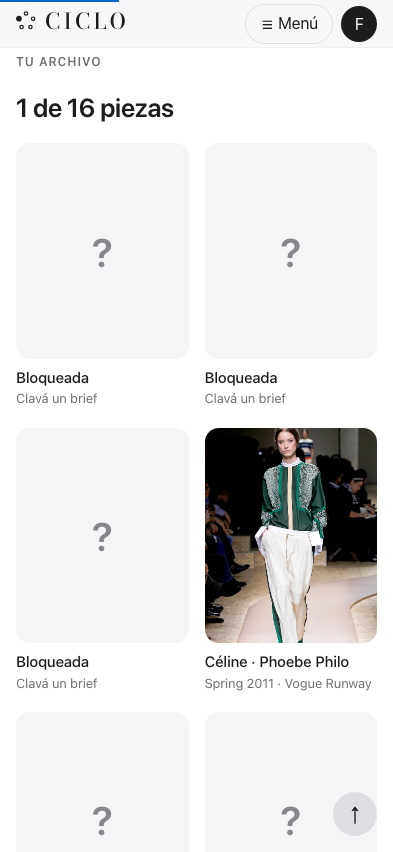 CICLO
≡ Menú
F
TU ARCHIVO
1 de 16 piezas
?
?
Bloqueada
Bloqueada
Clavá un brief
Clavá un brief
?
Bloqueada
Céline · Phoebe Philo
Clavá un brief
Spring 2011 · Vogue Runway
?
?
↑